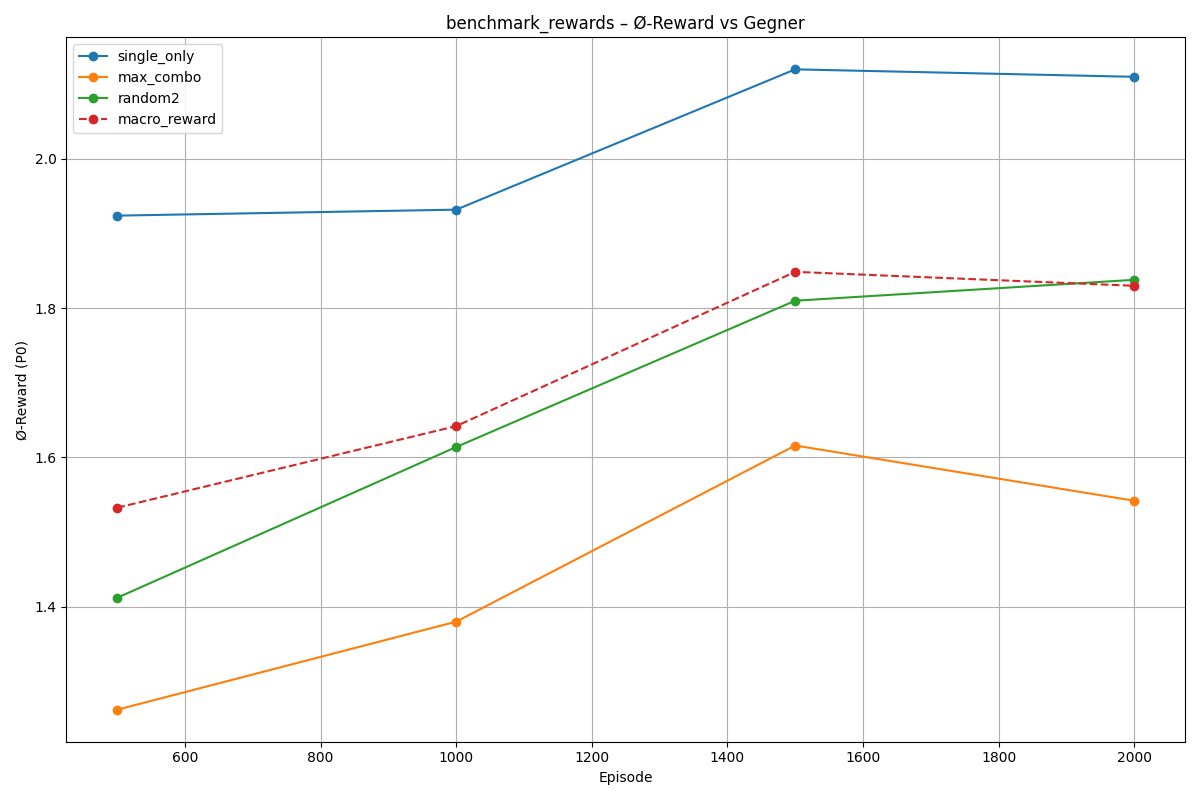 benchmark_rewards – Ø-Reward vs Gegner
single_only
max_combo
random2
macro_reward
Ø-Reward (P0)
2.0
1.8
1.6
1.4
600 800 1000 1200 1400 1600 1800 2000
Episode